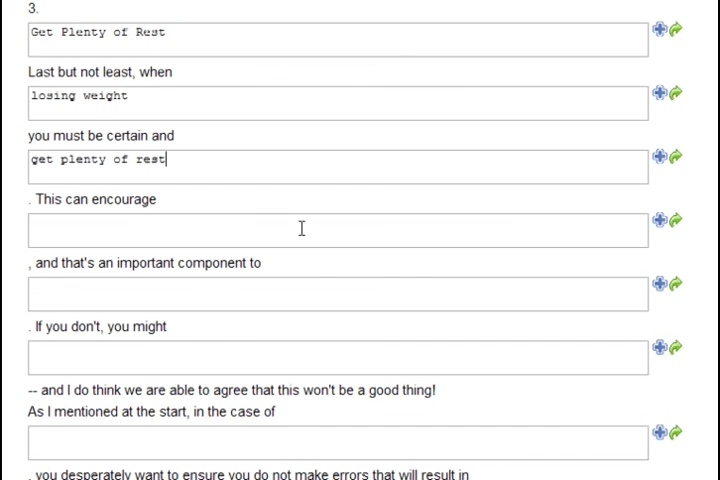 3.
Get Plenty of Rest
Last but not least, when
losing weight
you must be certain and
get plenty of rest
. This can encourage
, and that's an important component to
. If you don't, you might
-- and I do think we are able to agree that this won't be a good thing!
As I mentioned at the start, in the case of
, you desperately want to ensure you do not make errors that will result in